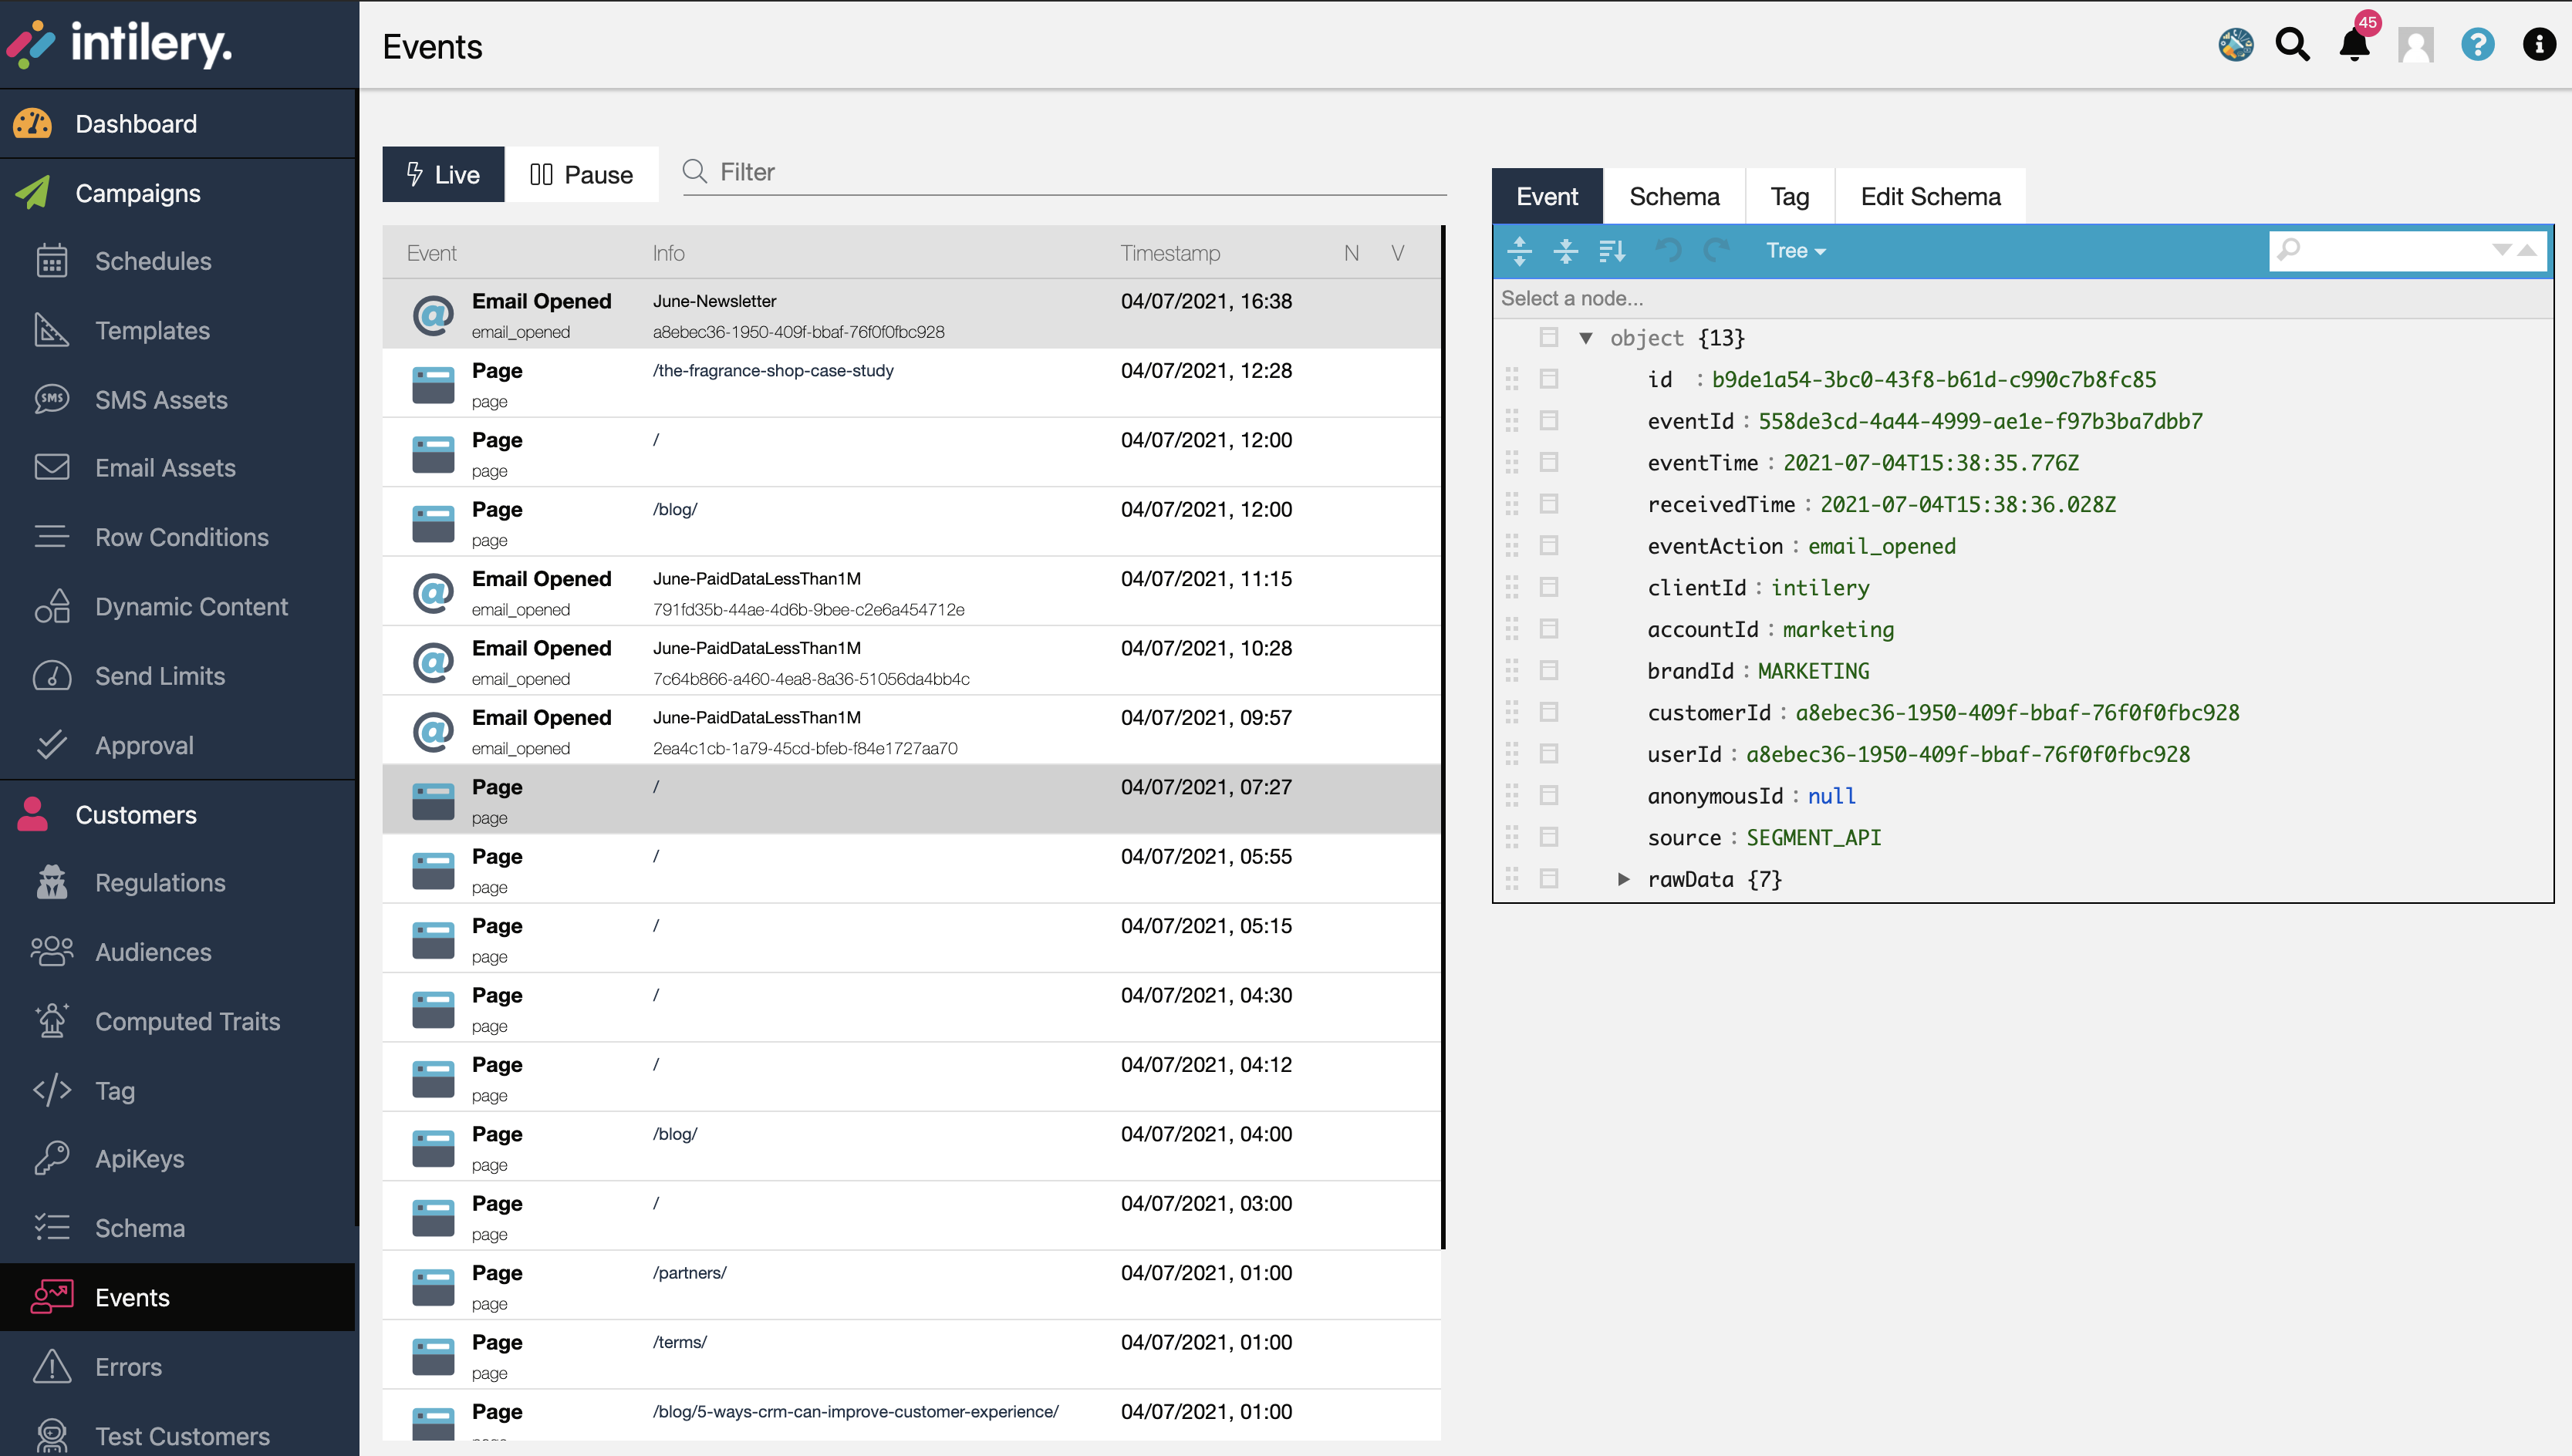 intilery.
Events
45
Dashboard
Campaigns
Schedules
Templates
SMS
SMS Assets
Email Assets
Row Conditions
Dynamic Content
Send Limits
Approval
Customers
Regulations
Audiences
Computed Traits
Tag
ApiKeys
Schema
Events
Errors
Test Customers
Live
Pause
Filter
Event Info Timestamp N V
Email Opened June-Newsletter 04/07/2021, 16:38
email_opened a8ebec36-1950-409f-bbaf-76f0f0fbc928
Page /the-fragrance-shop-case-study 04/07/2021, 12:28
page
Page / 04/07/2021, 12:00
page
Page /blog/ 04/07/2021, 12:00
page
Email Opened June-PaidDataLessThan1M 04/07/2021, 11:15
email_opened 791fd35b-44ae-4d6b-9bee-c2e6a454712e
Email Opened June-PaidDataLessThan1M 04/07/2021, 10:28
email_opened 7c64b866-a460-4ea8-8a36-51056da4bb4c
Email Opened June-PaidDataLessThan1M 04/07/2021, 09:57
email_opened 2ea4c1cb-1a79-45cd-bfeb-f84e1727aa70
Page / 04/07/2021, 07:27
page
Page / 04/07/2021, 05:55
page
Page / 04/07/2021, 05:15
page
Page / 04/07/2021, 04:30
page
Page / 04/07/2021, 04:12
page
Page /blog/ 04/07/2021, 04:00
page
Page / 04/07/2021, 03:00
page
Page /partners/ 04/07/2021, 01:00
page
Page /terms/ 04/07/2021, 01:00
page
Page /blog/5-ways-crm-can-improve-customer-experience/ 04/07/2021, 01:00
Event Schema Tag Edit Schema
Tree
Select a node...
object {13}
id : b9de1a54-3bc0-43f8-b61d-c990c7b8fc85
eventId : 558de3cd-4a44-4999-ae1e-f97b3ba7dbb7
eventTime : 2021-07-04T15:38:35.776Z
receivedTime : 2021-07-04T15:38:36.028Z
eventAction : email_opened
clientId : intilery
accountId : marketing
brandId : MARKETING
customerId : a8ebec36-1950-409f-bbaf-76f0f0fbc928
userId : a8ebec36-1950-409f-bbaf-76f0f0fbc928
anonymousId : null
source : SEGMENT_API
rawData {7}